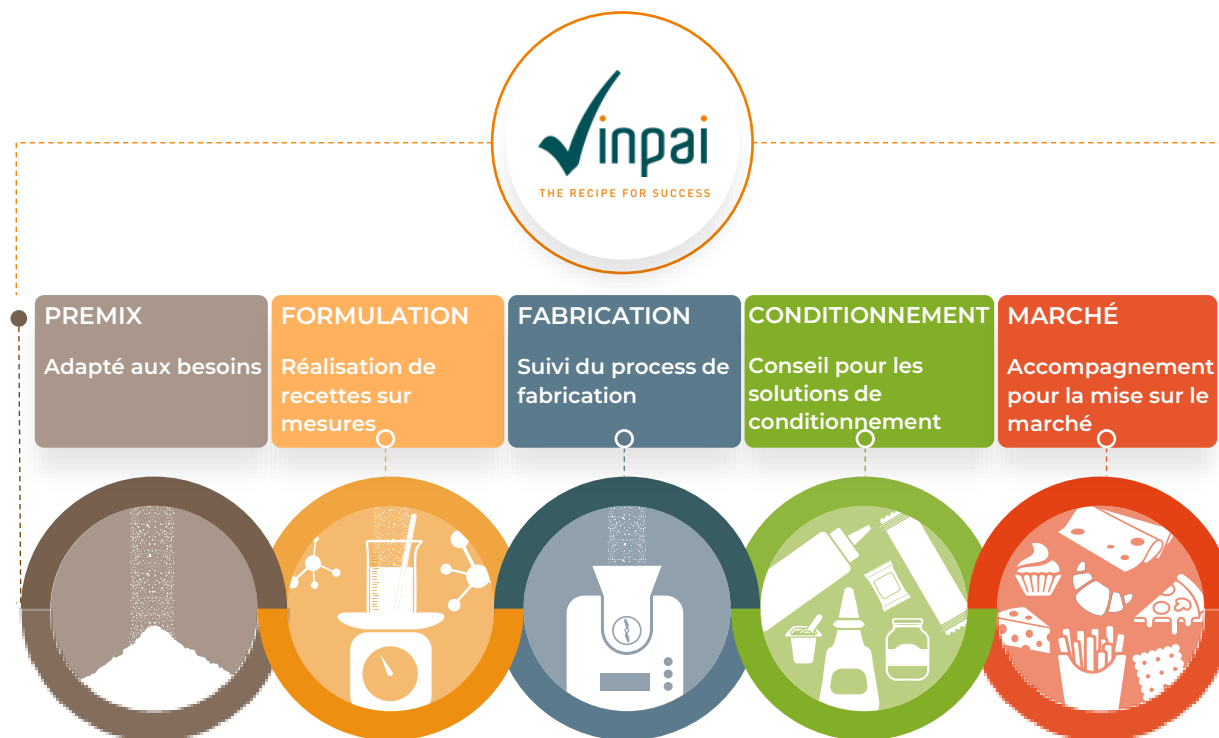 Vinpai
THE RECIPE FOR SUCCESS
PREMIX
Adapté aux besoins
FORMULATION
Réalisation de
recettes sur
mesures
FABRICATION
Suivi du process de
fabrication
CONDITIONNEMENT
Conseil pour les
solutions de
conditionnement
MARCHÉ
Accompagnement
pour la mise sur le
marché